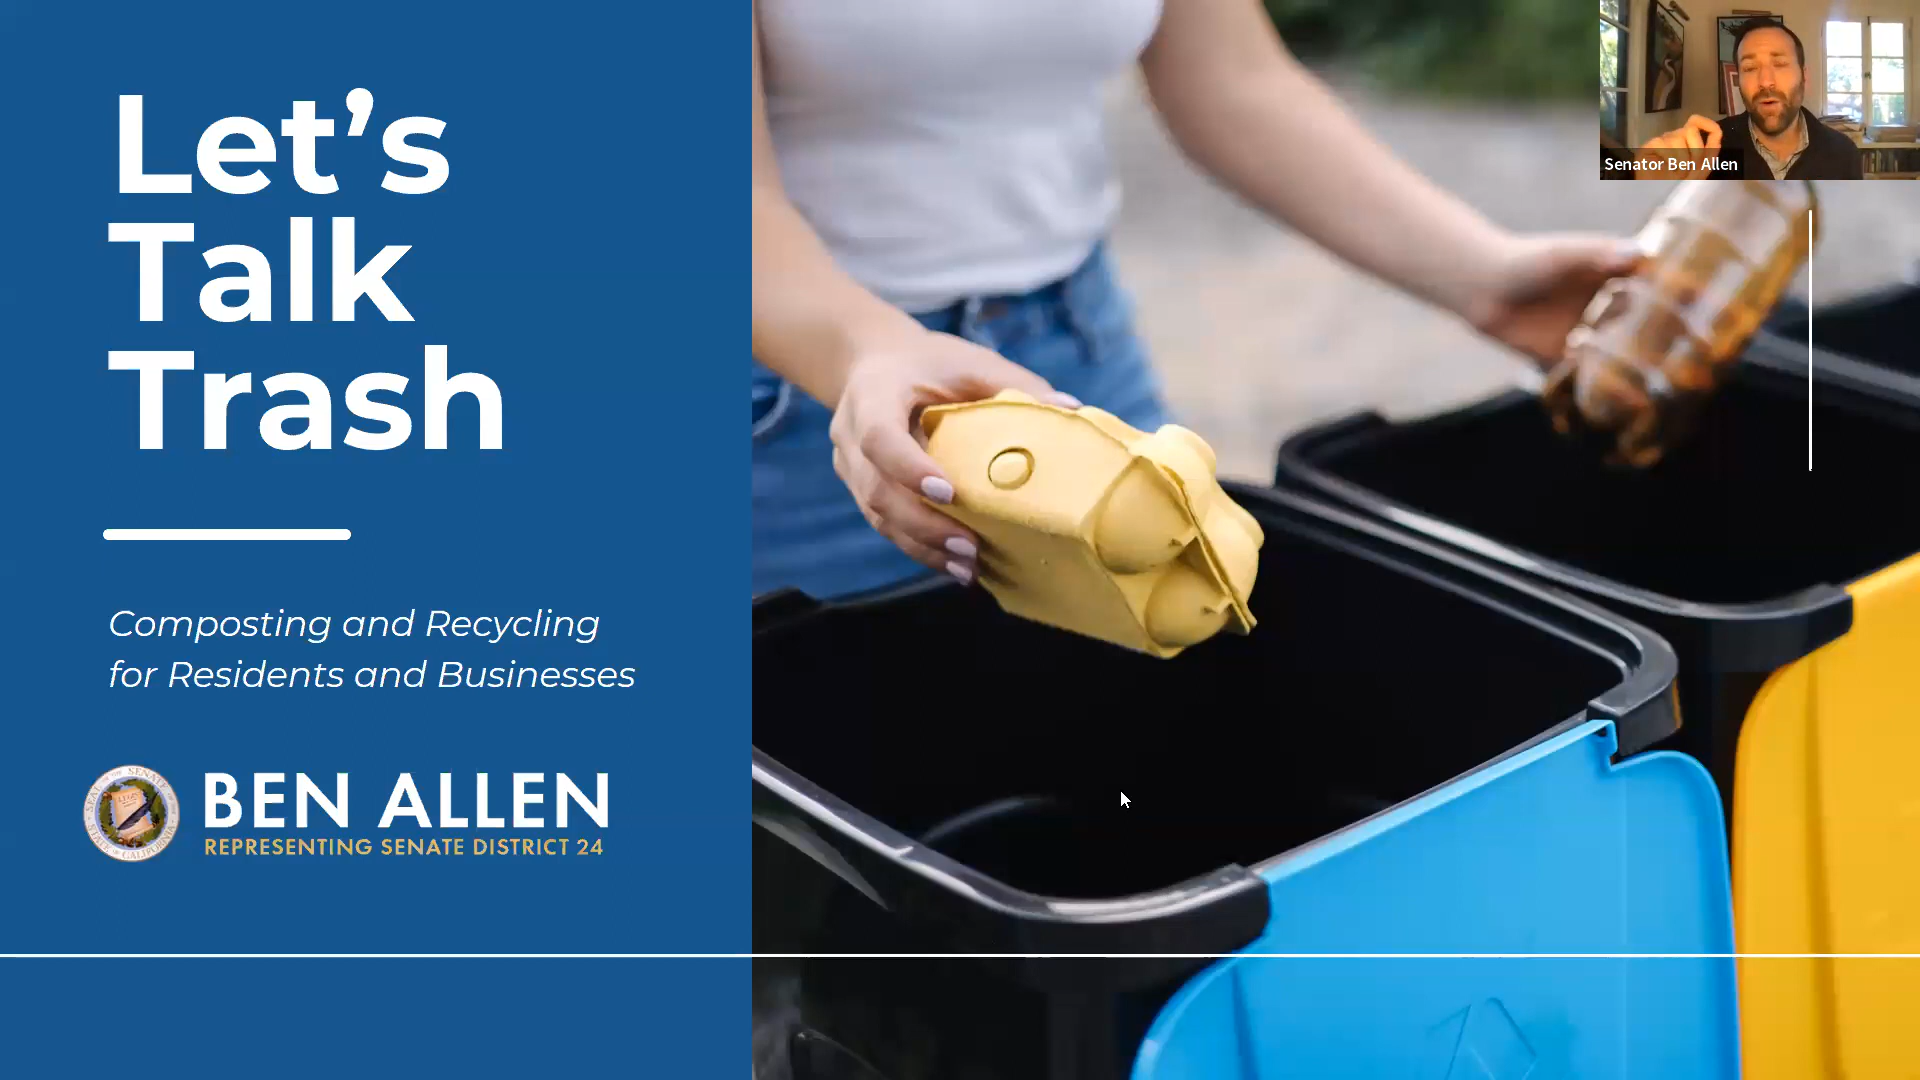 Let's
Talk
Trash
Composting and Recycling
for Residents and Businesses
BEN ALLEN
REPRESENTING SENATE DISTRICT 24
Senator Ben Allen